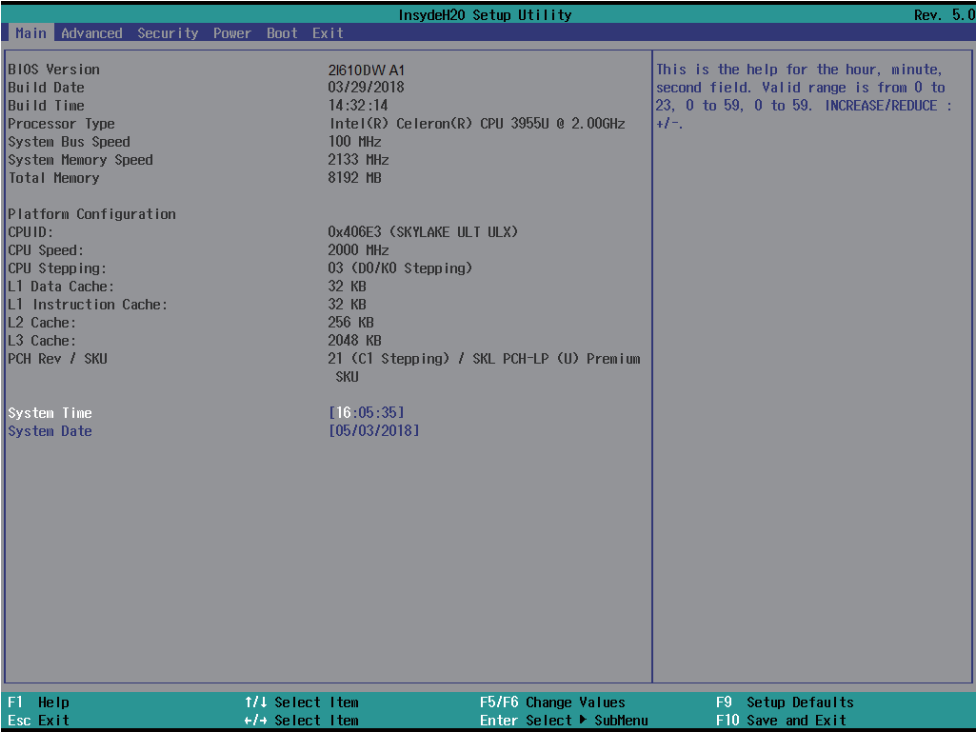 InsydeH20 Setup Utility Rev. 5.0
Main Advanced Security Power Boot Exit
BIOS Version 2I610DW A1
Build Date 03/29/2018
Build Time 14:32:14
Processor Type Intel(R) Celeron(R) CPU 3955U @ 2.00GHz
System Bus Speed 100 MHz
System Memory Speed 2133 MHz
Total Memory 8192 MB
Platform Configuration
CPUID: 0x406E3 (SKYLAKE ULT ULX)
CPU Speed: 2000 MHz
CPU Stepping: 03 (D0/K0 Stepping)
L1 Data Cache: 32 KB
L1 Instruction Cache: 32 KB
L2 Cache: 256 KB
L3 Cache: 2048 KB
PCH Rev / SKU 21 (C1 Stepping) / SKL PCH-LP (U) Premium
SKU
System Time [16:05:35]
System Date [05/03/2018]
This is the help for the hour, minute,
second field. Valid range is from 0 to
23, 0 to 59, 0 to 59. INCREASE/REDUCE :
+/-.
F1 Help ↑/↓ Select Item F5/F6 Change Values F9 Setup Defaults
Esc Exit ←/→ Select Item Enter Select ▶ SubMenu F10 Save and Exit